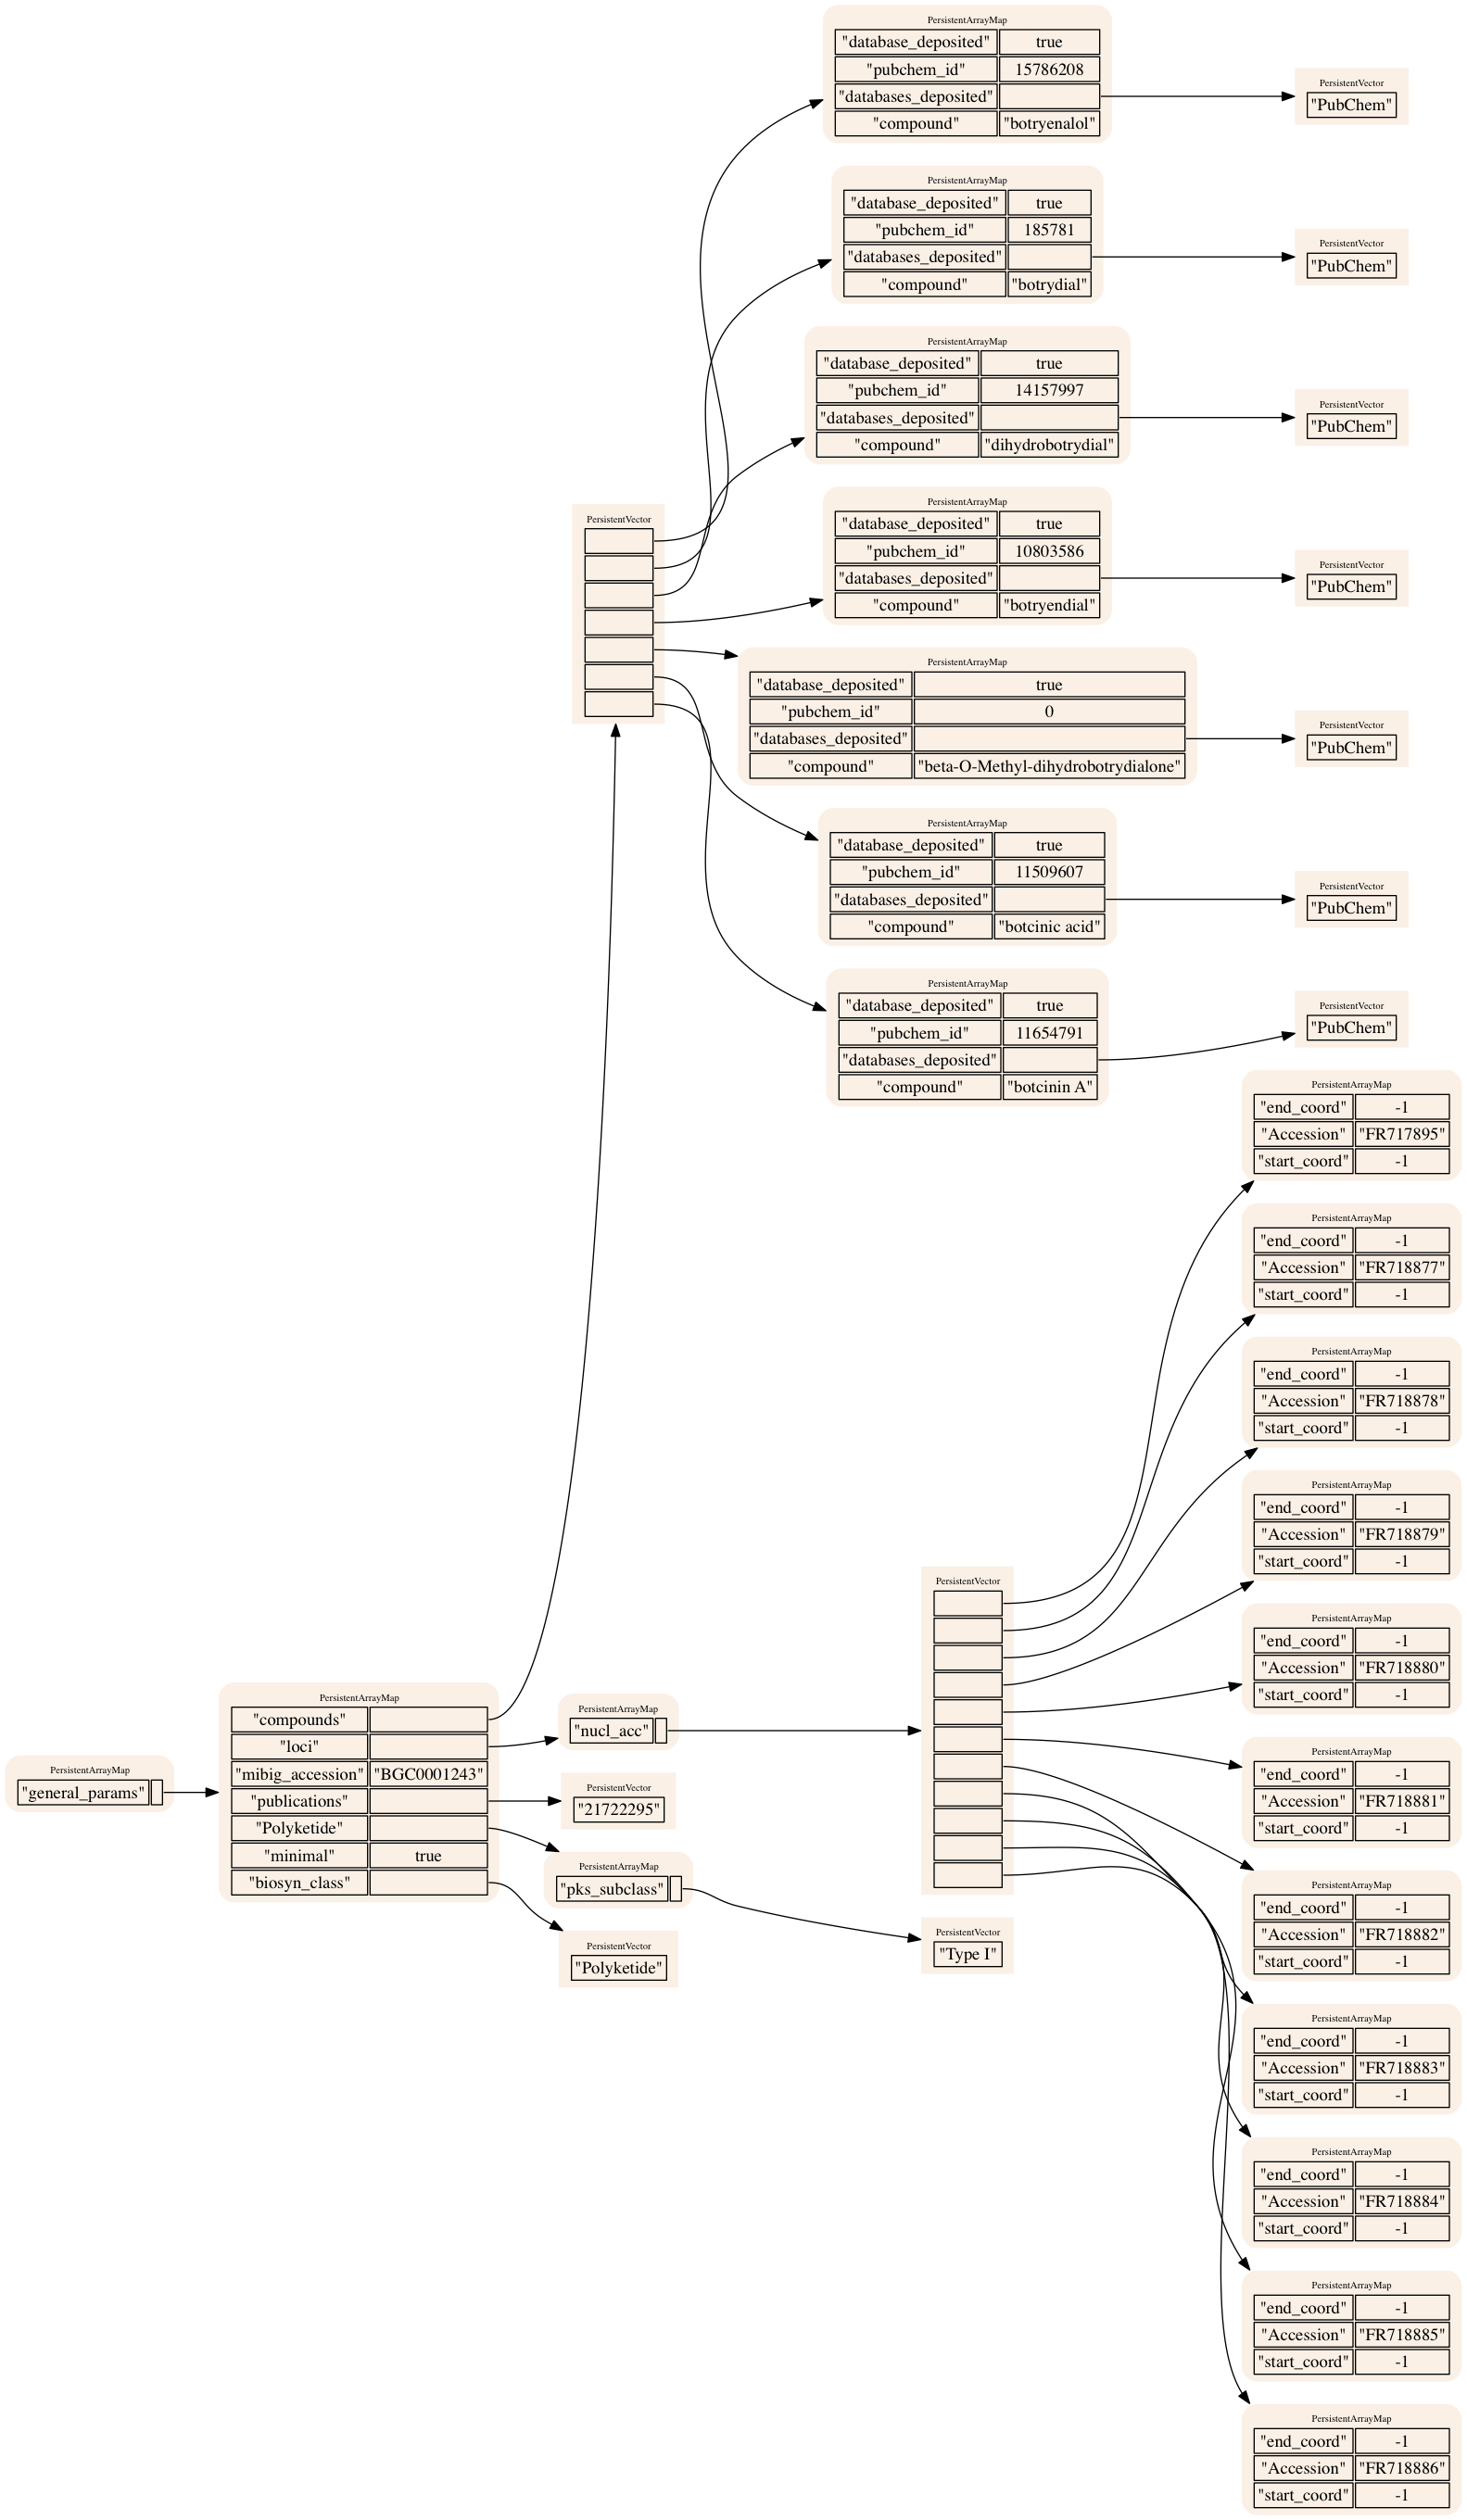 PersistentArrayMap
"general_params"
PersistentArrayMap
"compounds"
"loci"
"mibig_accession" "BGC0001243"
"publications"
"Polyketide"
"minimal" true
"biosyn_class"
PersistentVector
PersistentArrayMap
"database_deposited" true
"pubchem_id" 15786208
"databases_deposited"
"compound" "botryenalol"
PersistentVector
"PubChem"
PersistentArrayMap
"database_deposited" true
"pubchem_id" 185781
"databases_deposited"
"compound" "botrydial"
PersistentVector
"PubChem"
PersistentArrayMap
"database_deposited" true
"pubchem_id" 14157997
"databases_deposited"
"compound" "dihydrobotrydial"
PersistentVector
"PubChem"
PersistentArrayMap
"database_deposited" true
"pubchem_id" 10803586
"databases_deposited"
"compound" "botryendial"
PersistentVector
"PubChem"
PersistentArrayMap
"database_deposited" true
"pubchem_id" 0
"databases_deposited"
"compound" "beta-O-Methyl-dihydrobotrydialone"
PersistentVector
"PubChem"
PersistentArrayMap
"database_deposited" true
"pubchem_id" 11509607
"databases_deposited"
"compound" "botcinic acid"
PersistentVector
"PubChem"
PersistentArrayMap
"database_deposited" true
"pubchem_id" 11654791
"databases_deposited"
"compound" "botcinin A"
PersistentVector
"PubChem"
PersistentArrayMap
"nucl_acc"
PersistentVector
PersistentArrayMap
"end_coord" -1
"Accession" "FR717895"
"start_coord" -1
PersistentArrayMap
"end_coord" -1
"Accession" "FR718877"
"start_coord" -1
PersistentArrayMap
"end_coord" -1
"Accession" "FR718878"
"start_coord" -1
PersistentArrayMap
"end_coord" -1
"Accession" "FR718879"
"start_coord" -1
PersistentArrayMap
"end_coord" -1
"Accession" "FR718880"
"start_coord" -1
PersistentArrayMap
"end_coord" -1
"Accession" "FR718881"
"start_coord" -1
PersistentArrayMap
"end_coord" -1
"Accession" "FR718882"
"start_coord" -1
PersistentArrayMap
"end_coord" -1
"Accession" "FR718883"
"start_coord" -1
PersistentArrayMap
"end_coord" -1
"Accession" "FR718884"
"start_coord" -1
PersistentArrayMap
"end_coord" -1
"Accession" "FR718885"
"start_coord" -1
PersistentArrayMap
"end_coord" -1
"Accession" "FR718886"
"start_coord" -1
PersistentVector
"21722295"
PersistentArrayMap
"pks_subclass"
PersistentVector
"Type I"
PersistentVector
"Polyketide"